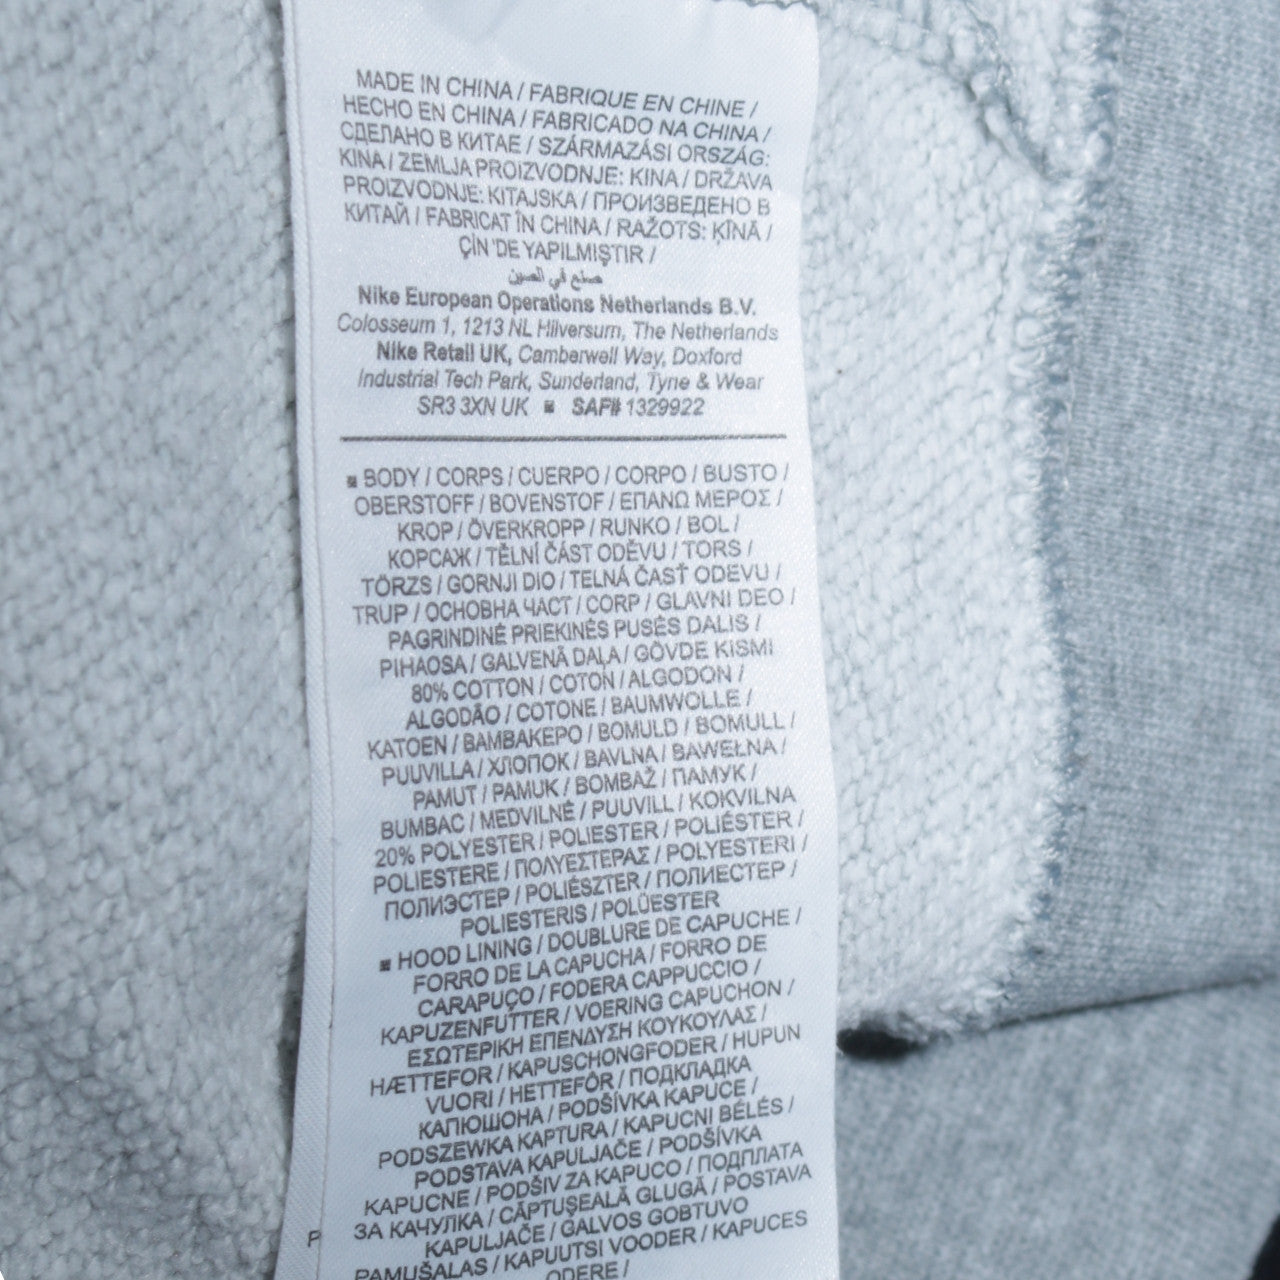 MADE IN CHINA / FABRIQUE EN CHINE /
HECHO EN CHINA / FABRICADO NA CHINA /
СДЕЛАНО В КИТАЕ / SZÁRMAZÁSI ORSZÁG:
KINA / ZEMLJA PROIZVODNJE: KINA / DRŽAVA
PROIZVODNJE: KITAJSKA / ПРОИЗВЕДЕНО В
КИТАЙ / FABRICAT ÎN CHINA / RAŽOTS: ĶĪNĀ /
ÇİN'DE YAPILMIŞTIR /
صنع في الصين
Nike European Operations Netherlands B.V.
Colosseum 1, 1213 NL Hilversum, The Netherlands
Nike Retail UK, Camberwell Way, Doxford
Industrial Tech Park, Sunderland, Tyne & Wear
SR3 3XN UK ■ SAF# 1329922
■ BODY / CORPS / CUERPO / CORPO / BUSTO /
OBERSTOFF / BOVENSTOF / ΕΠΑΝΩ ΜΕΡΟΣ /
KROP / ÖVERKROPP / RUNKO / BOL /
КОРСАЖ / TĚLNÍ ČÁST ODĚVU / TORS /
TÖRZS / GORNJI DIO / TELNÁ ČASŤ ODEVU /
TRUP / ОСНОВНА ЧАСТ / CORP / GLAVNI DEO /
PAGRINDINĖ PRIEKINĖS PUSĖS DALIS /
PIHAOSA / GALVENĀ DAĻA / GÖVDE KISMI
80% COTTON / COTON / ALGODON /
ALGODÃO / COTONE / BAUMWOLLE /
KATOEN / ΒΑΜΒΑΚΕΡΟ / BOMULD / BOMULL /
PUUVILLA / ХЛОПОК / BAVLNA / BAWEŁNA /
PAMUT / PAMUK / BOMBAŽ / ПАМУК /
BUMBAC / MEDVILNĖ / PUUVILL / KOKVILNA
20% POLYESTER / POLIESTER / POLIÉSTER /
POLIESTERE / ΠΟΛΥΕΣΤΕΡΑΣ / POLYESTERI /
ПОЛИЭСТЕР / POLIÉSZTER / ПОЛИЕСТЕР /
POLIESTERIS / POLÜESTER
■ HOOD LINING / DOUBLURE DE CAPUCHE /
FORRO DE LA CAPUCHA / FORRO DE
CARAPUÇO / FODERA CAPPUCCIO /
KAPUZENFUTTER / VOERING CAPUCHON /
ΕΣΩΤΕΡΙΚΗ ΕΠΕΝΔΥΣΗ ΚΟΥΚΟΥΛΑΣ /
HÆTTEFOR / KAPUSCHONGFODER / HUPUN
VUORI / HETTEFÔR / ПОДКЛАДКА
КАПЮШОНА / PODŠÍVKA KAPUCE /
PODSZEWKA KAPTURA / KAPUCNI BÉLÉS /
PODSTAVA KAPULJAČE / PODŠÍVKA
KAPUCNE / PODŠIV ZA KAPUCO / ПОДПЛАТА
ЗА КАЧУЛКА / CĂPTUŞEALĂ GLUGĂ / POSTAVA
KAPULJAČE / GALVOS GOBTUVO
PAMUŠALAS / KAPUUTSI VOODER / KAPUCES
ODERE /